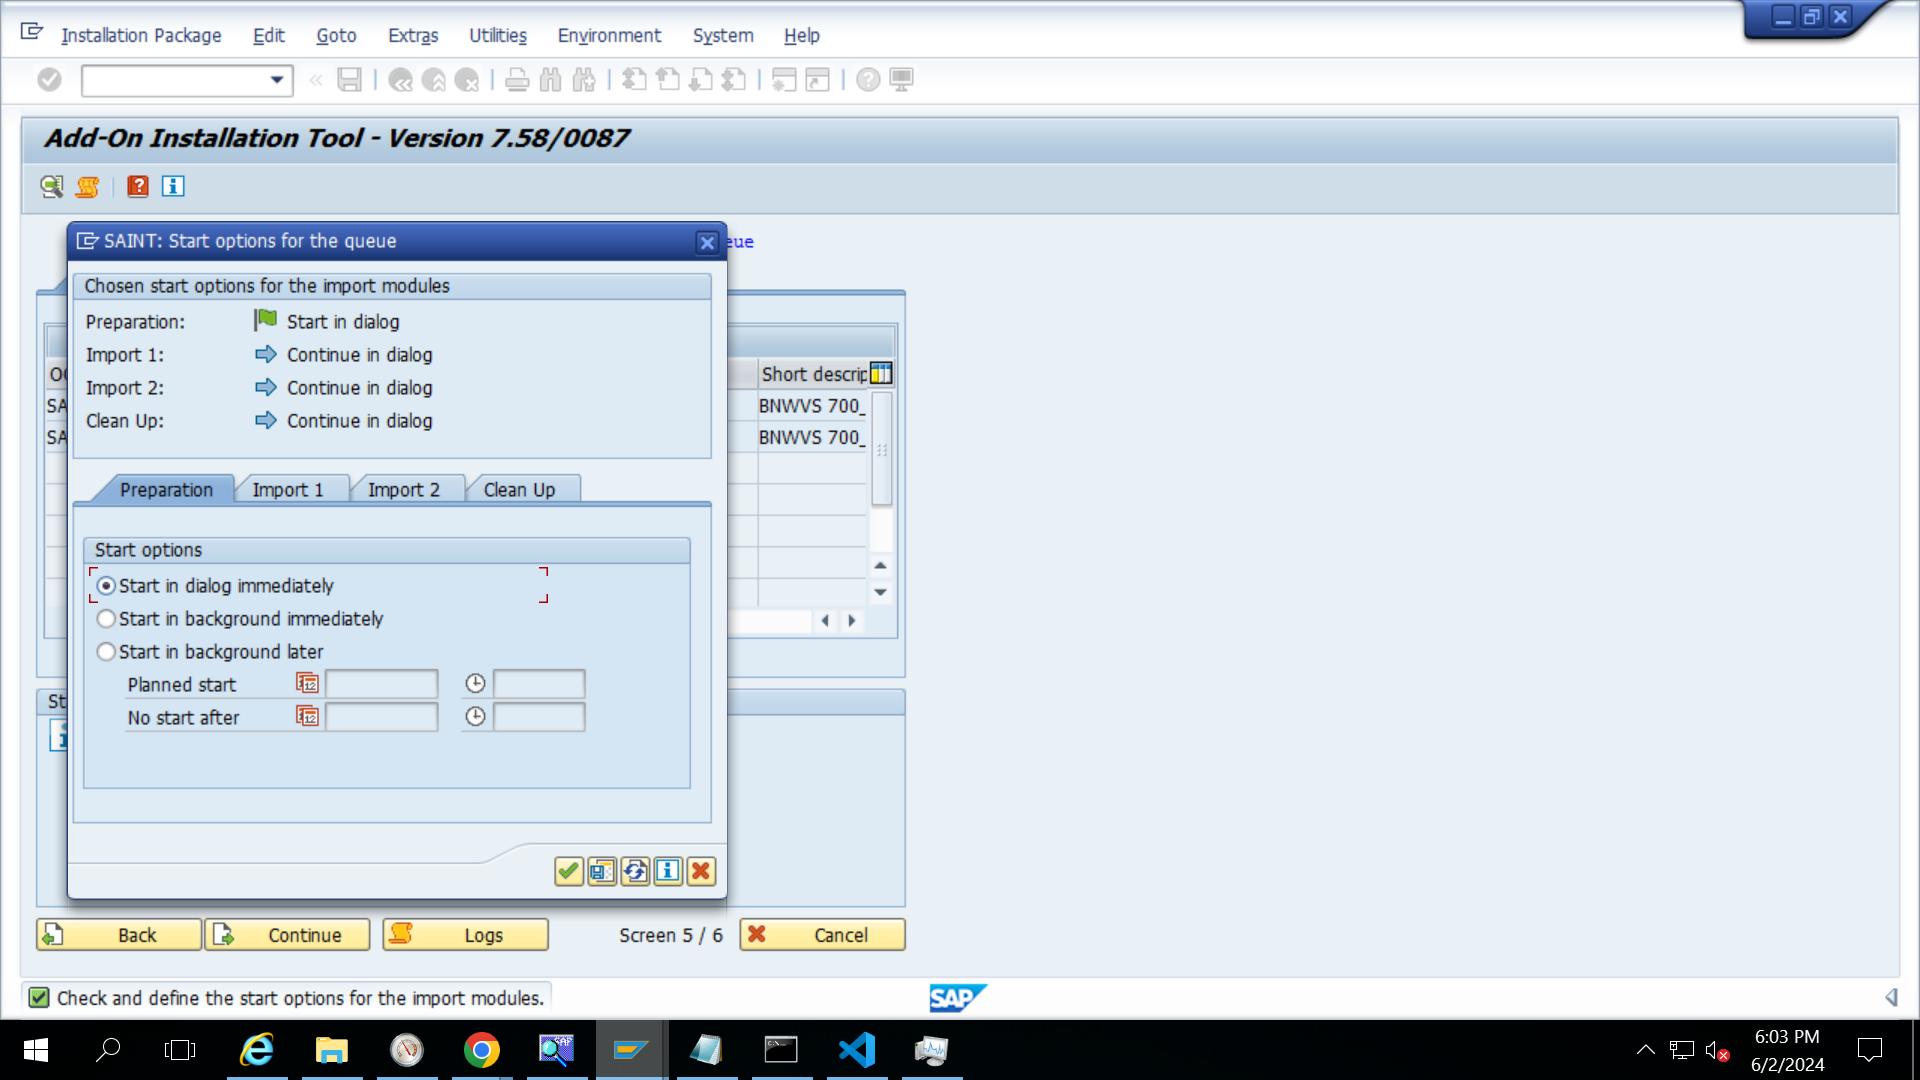 Installation Package Edit Goto Extras Utilities Environment System Help
Add-On Installation Tool - Version 7.58/0087
SAINT: Start options for the queue
eue
Chosen start options for the import modules
Preparation: Start in dialog
Import 1: Continue in dialog
Import 2: Continue in dialog
Clean Up: Continue in dialog
Short descrip
SA BNWVS 700_
SA BNWVS 700_
Preparation Import 1 Import 2 Clean Up
Start options
Start in dialog immediately
Start in background immediately
Start in background later
Planned start
No start after
St
Back Continue Logs Screen 5 / 6 Cancel
Check and define the start options for the import modules.
SAP
6:03 PM
6/2/2024